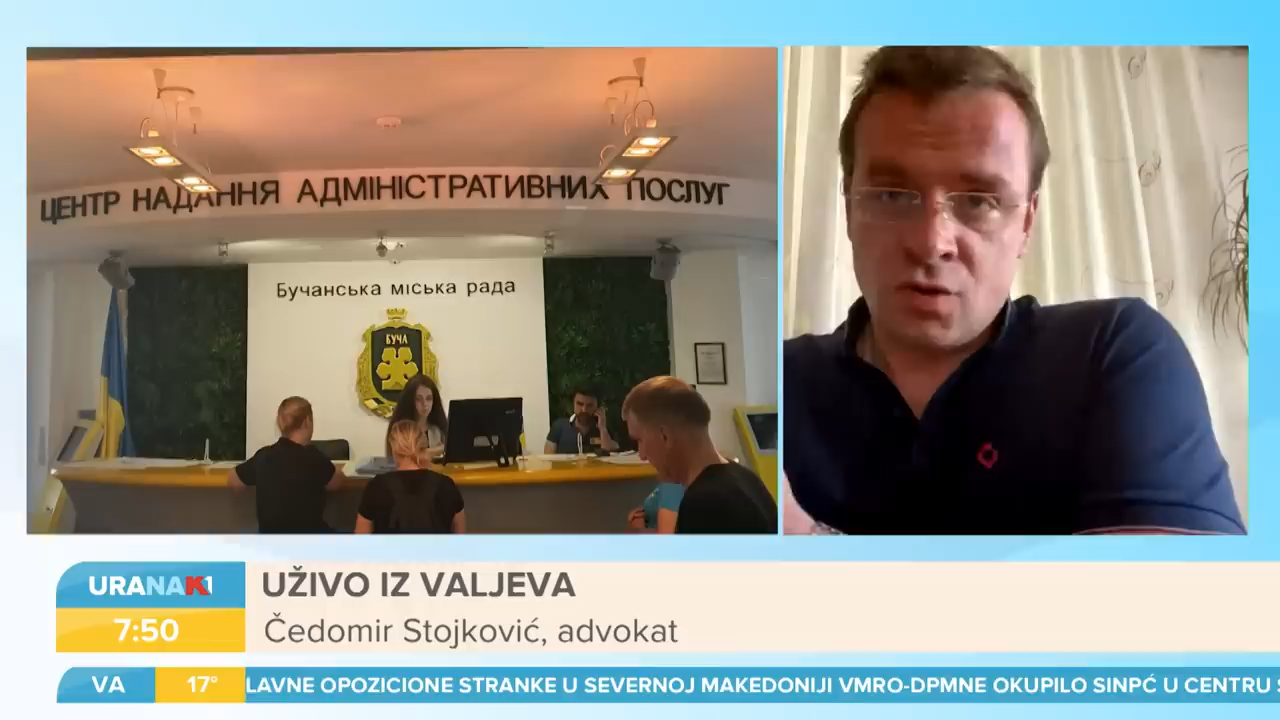 ЦЕНТР НАДАННЯ АДМІНІСТРАТИВНИХ ПОСЛУГ
Бучанська міська рада
БУЧА
URANAK1
UŽIVO IZ VALJEVA
7:50
Čedomir Stojković, advokat
VA 17° LAVNE OPOZICIONE STRANKE U SEVERNOJ MAKEDONIJI VMRO-DPMNE OKUPILO SINPĆ U CENTRU S